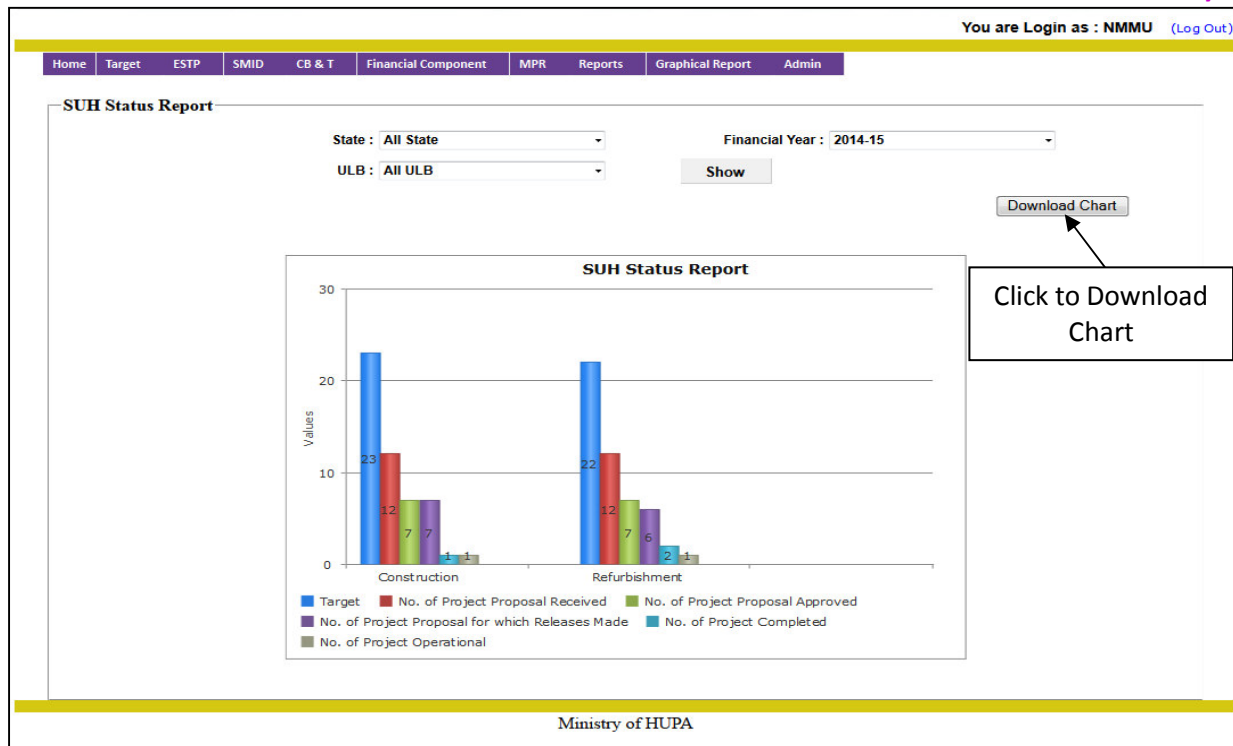 You are Login as : NMMU (Log Out)
Home Target ESTP SMID CB & T Financial Component MPR Reports Graphical Report Admin
SUH Status Report
State : All State Financial Year : 2014-15
ULB : All ULB Show
Download Chart
Click to Download
Chart
SUH Status Report
30
20
10
0
Values
23 12 7 7 1 1
22 12 7 6 2 1
Construction Refurbishment
Target No. of Project Proposal Received No. of Project Proposal Approved
No. of Project Proposal for which Releases Made No. of Project Completed
No. of Project Operational
Ministry of HUPA